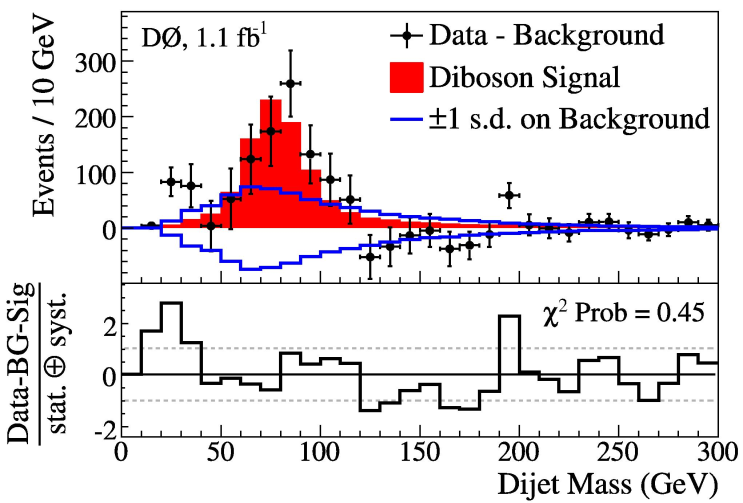 DØ, 1.1 fb⁻¹
Data - Background
Diboson Signal
±1 s.d. on Background
Events / 10 GeV
300
200
100
0
χ² Prob = 0.45
Data-BG-Sig
stat. ⊕ syst.
2
0
-2
0 50 100 150 200 250 300
Dijet Mass (GeV)